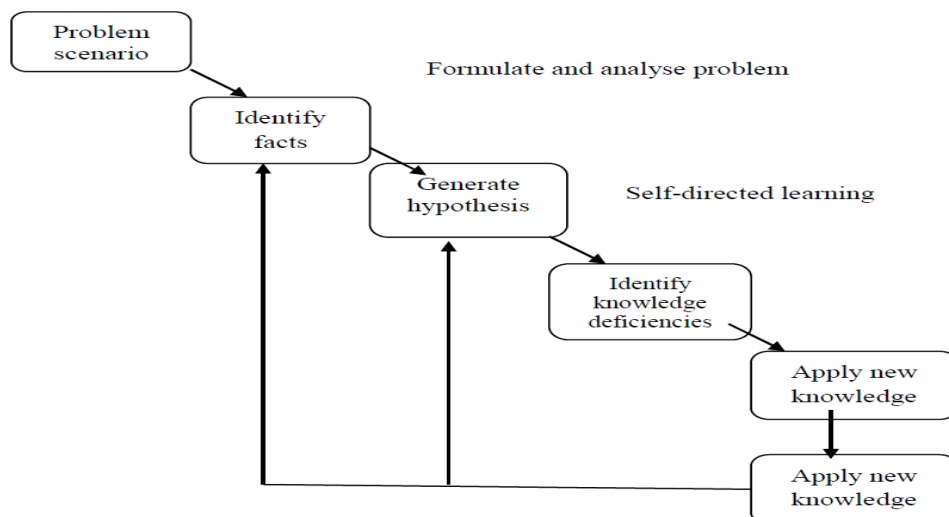 Problem
scenario
Formulate and analyse problem
Identify
facts
Generate
hypothesis
Self-directed learning
Identify
knowledge
deficiencies
Apply new
knowledge
Apply new
knowledge